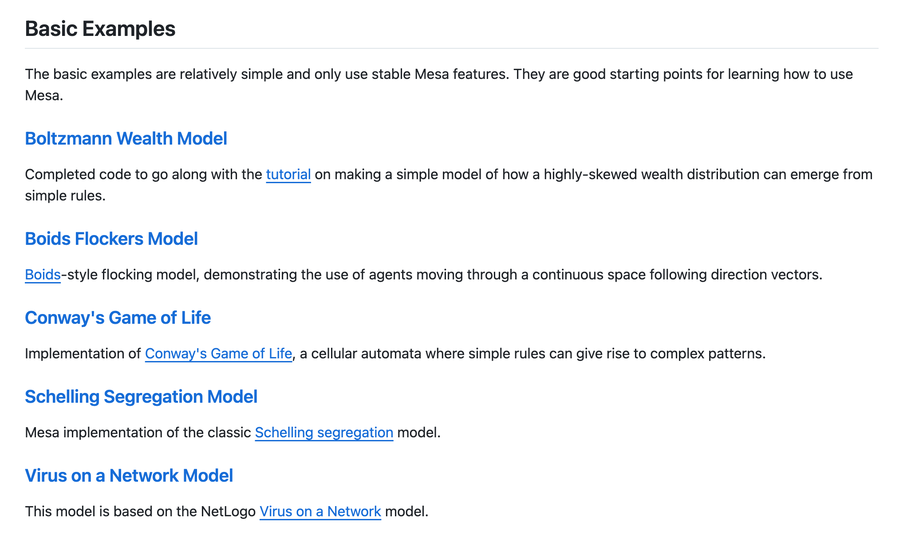 Basic Examples
The basic examples are relatively simple and only use stable Mesa features. They are good starting points for learning how to use
Mesa.
Boltzmann Wealth Model
Completed code to go along with the tutorial on making a simple model of how a highly-skewed wealth distribution can emerge from
simple rules.
Boids Flockers Model
Boids-style flocking model, demonstrating the use of agents moving through a continuous space following direction vectors.
Conway's Game of Life
Implementation of Conway's Game of Life, a cellular automata where simple rules can give rise to complex patterns.
Schelling Segregation Model
Mesa implementation of the classic Schelling segregation model.
Virus on a Network Model
This model is based on the NetLogo Virus on a Network model.